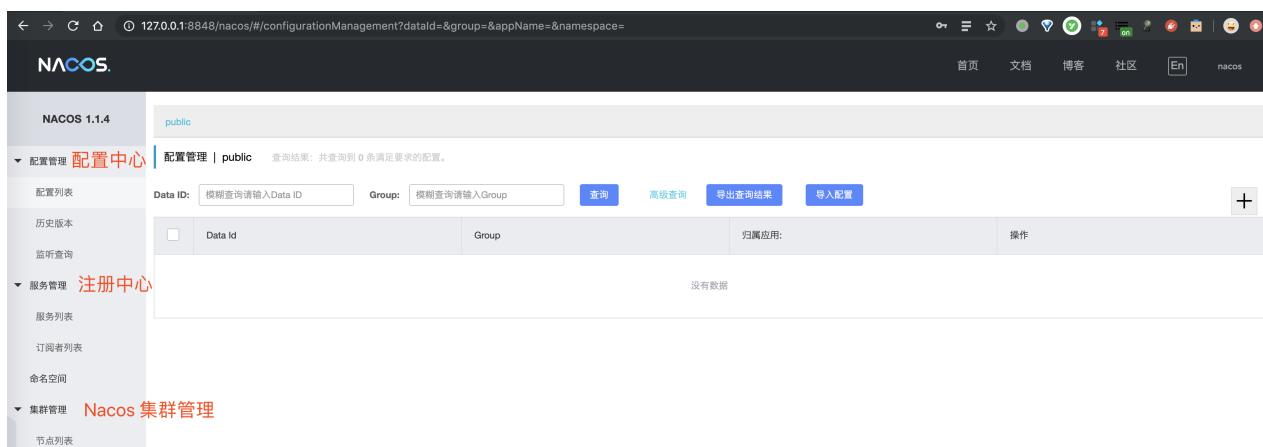 127.0.0.1:8848/nacos/#/configurationManagement?dataId=&group=&appName=&namespace=
7
on
NACOS.
首页 文档 博客 社区 En nacos
NACOS 1.1.4
public
配置管理 配置中心
配置管理 | public 查询结果：共查询到 0 条满足要求的配置。
配置列表
Data ID: 模糊查询请输入Data ID Group: 模糊查询请输入Group 查询 高级查询 导出查询结果 导入配置
历史版本
Data Id Group 归属应用: 操作
监听查询
服务管理 注册中心
没有数据
服务列表
订阅者列表
命名空间
集群管理 Nacos 集群管理
节点列表